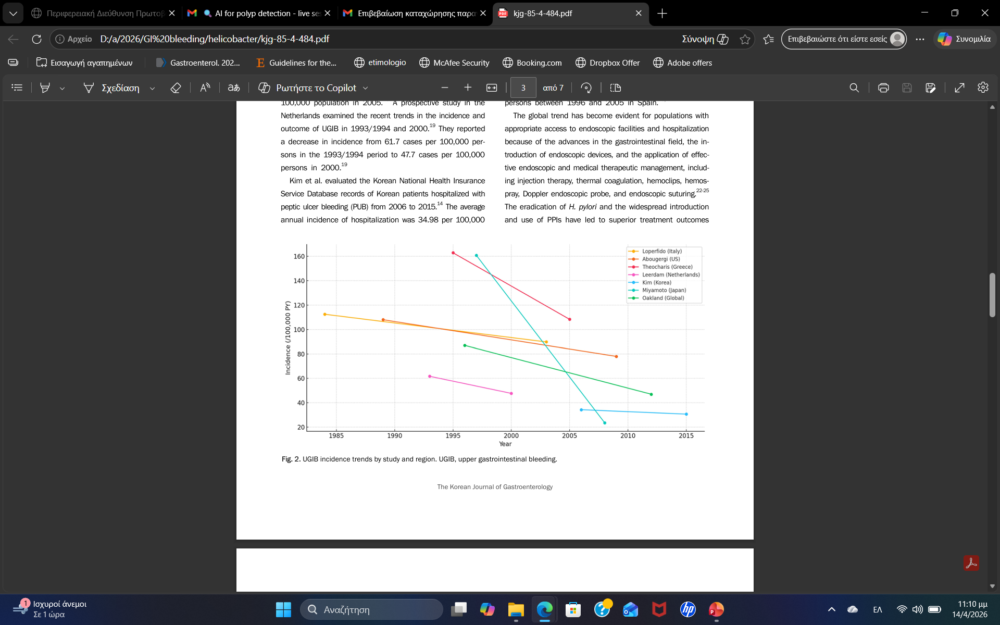 Περιφερειακή Διεύθυνση Πρωτοβ
AI for polyp detection - live ses
Επιβεβαίωση καταχώρησης παρα
kjg-85-4-484.pdf
Αρχείο
D:/a/2026/GI%20bleeding/helicobacter/kjg-85-4-484.pdf
Σύνοψη
Επιβεβαιώστε ότι είστε εσείς
Συνομιλία
Εισαγωγή αγαπημένων
Gastroenterol. 202...
Guidelines for the...
etimologio
McAfee Security
Booking.com
Dropbox Offer
Adobe offers
Σχεδίαση
aあ
Ρωτήστε το Copilot
3
από 7
100,000 population in 2005. A prospective study in the
Netherlands examined the recent trends in the incidence and
outcome of UGIB in 1993/1994 and 2000.19 They reported
a decrease in incidence from 61.7 cases per 100,000 per-
sons in the 1993/1994 period to 47.7 cases per 100,000
persons in 2000.19
Kim et al. evaluated the Korean National Health Insurance
Service Database records of Korean patients hospitalized with
peptic ulcer bleeding (PUB) from 2006 to 2015.14 The average
annual incidence of hospitalization was 34.98 per 100,000
persons between 1996 and 2005 in Spain.
The global trend has become evident for populations with
appropriate access to endoscopic facilities and hospitalization
because of the advances in the gastrointestinal field, the in-
troduction of endoscopic devices, and the application of effec-
tive endoscopic and medical therapeutic management, includ-
ing injection therapy, thermal coagulation, hemoclips, hemos-
pray, Doppler endoscopic probe, and endoscopic suturing.22-25
The eradication of H. pylori and the widespread introduction
and use of PPIs have led to superior treatment outcomes
Incidence (/100,000 PY)
160
140
120
100
80
60
40
20
1985 1990 1995 2000 2005 2010 2015
Year
Loperfido (Italy)
Abougergi (US)
Theocharis (Greece)
Leerdam (Netherlands)
Kim (Korea)
Miyamoto (Japan)
Oakland (Global)
Fig. 2. UGIB incidence trends by study and region. UGIB, upper gastrointestinal bleeding.
The Korean Journal of Gastroenterology
1
Ισχυροί άνεμοι
Σε 1 ώρα
Αναζήτηση
ΕΛ
11:10 μμ
14/4/2026